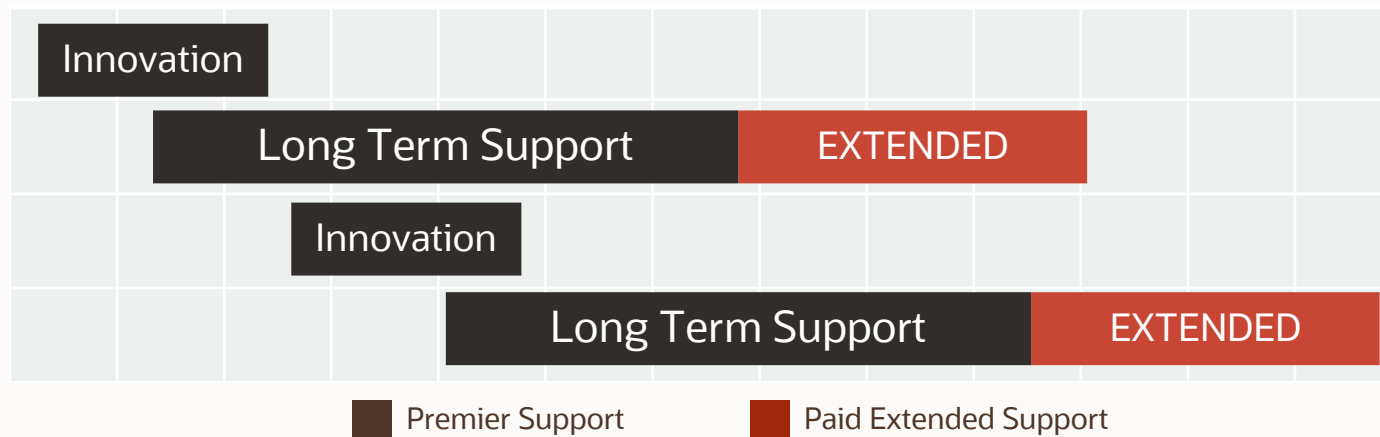 Innovation
Long Term Support EXTENDED
Innovation
Long Term Support EXTENDED
Premier Support Paid Extended Support